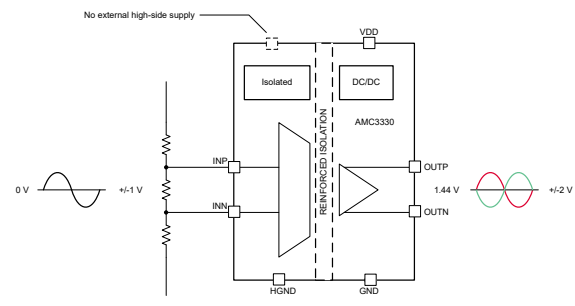 No external high-side supply
VDD
Isolated
DC/DC
AMC3330
REINFORCED ISOLATION
INP
OUTP
0 V
+/-1 V
1.44 V
+/-2 V
INN
OUTN
HGND
GND